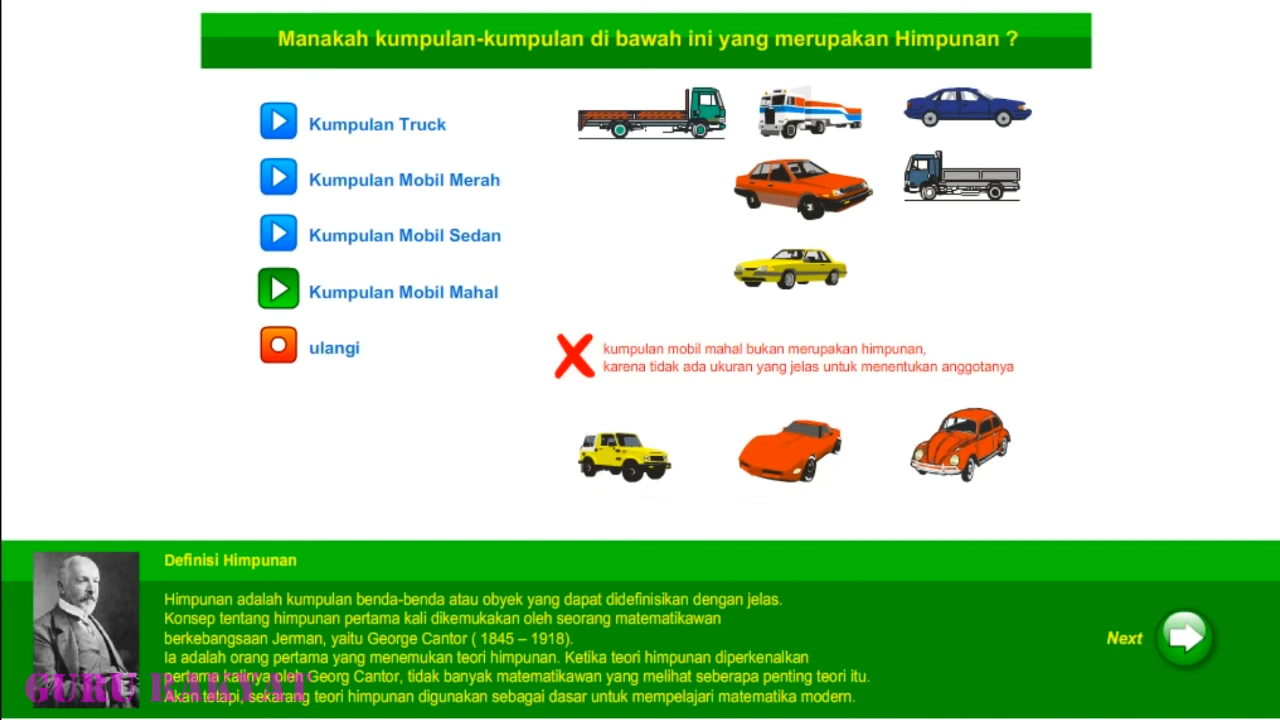 Manakah kumpulan-kumpulan di bawah ini yang merupakan Himpunan ?
Kumpulan Truck
Kumpulan Mobil Merah
Kumpulan Mobil Sedan
Kumpulan Mobil Mahal
ulangi
kumpulan mobil mahal bukan merupakan himpunan,
karena tidak ada ukuran yang jelas untuk menentukan anggotanya
Definisi Himpunan
Himpunan adalah kumpulan benda-benda atau obyek yang dapat didefinisikan dengan jelas.
Konsep tentang himpunan pertama kali dikemukakan oleh seorang matematikawan
berkebangsaan Jerman, yaitu George Cantor ( 1845 – 1918).
Ia adalah orang pertama yang menemukan teori himpunan. Ketika teori himpunan diperkenalkan
pertama kalinya oleh Georg Cantor, tidak banyak matematikawan yang melihat seberapa penting teori itu.
Akan tetapi, sekarang teori himpunan digunakan sebagai dasar untuk mempelajari matematika modern.
Next
GURU RAKYAT